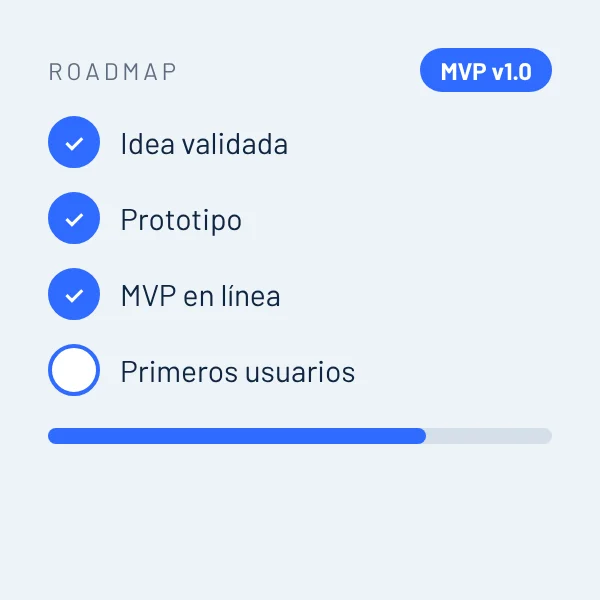 ROADMAP
MVP v1.0
Idea validada
Prototipo
MVP en línea
Primeros usuarios